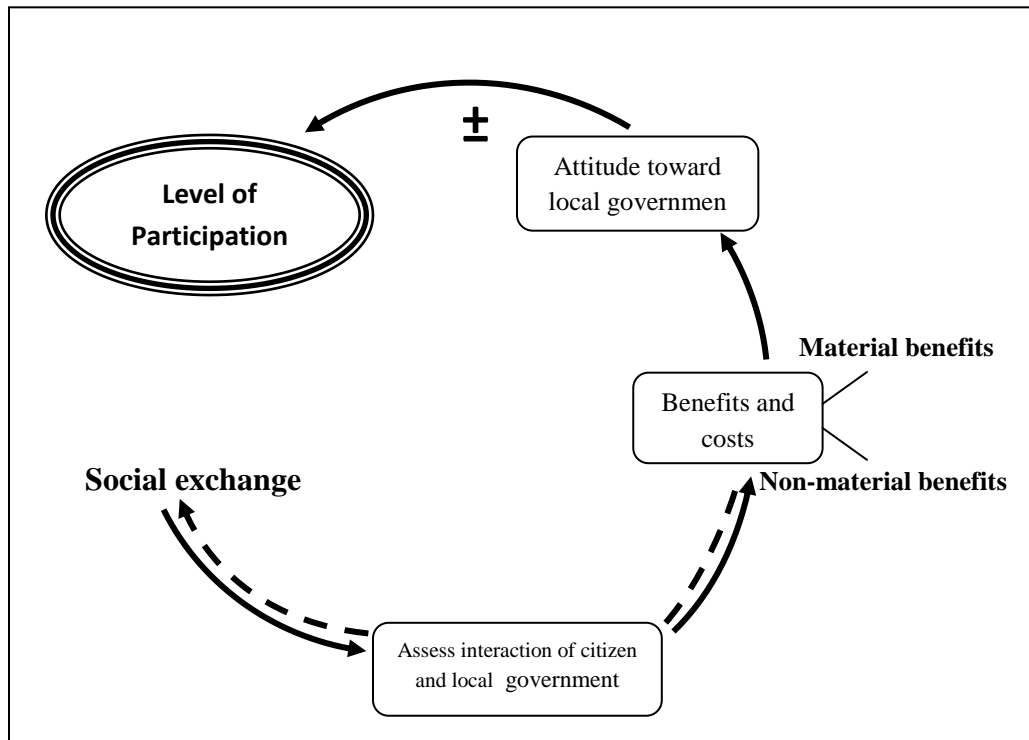 ±
Level of
Participation
Attitude toward
local governmen
Material benefits
Benefits and
costs
Social exchange
Non-material benefits
Assess interaction of citizen
and local government